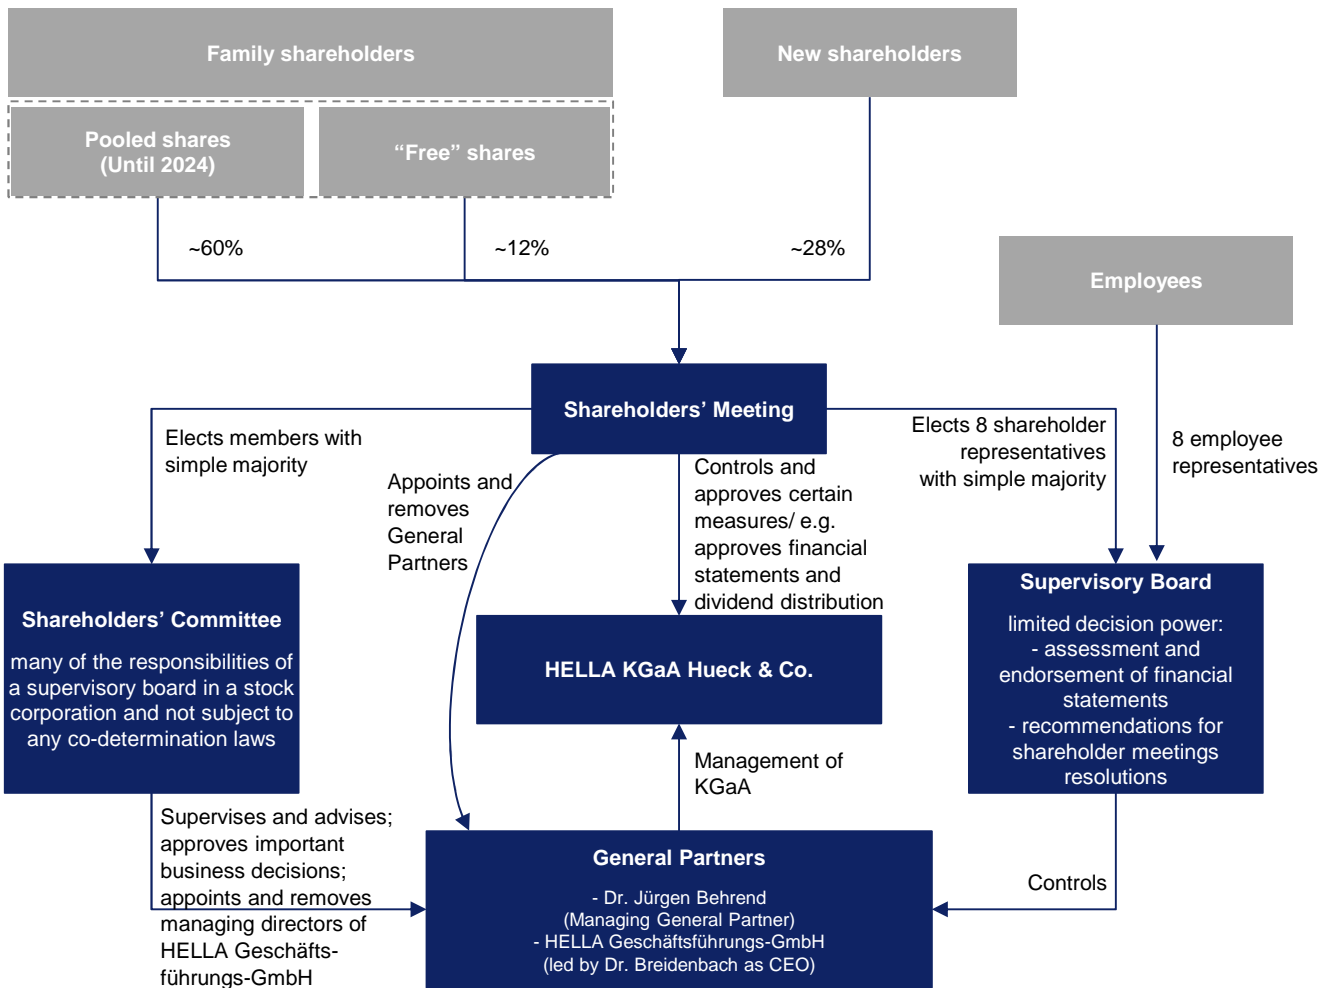 Family shareholders
New shareholders
Pooled shares
(Until 2024)
“Free” shares
~60%
~12%
~28%
Employees
Shareholders’ Meeting
Elects members with
simple majority
Appoints and
removes
General
Partners
Controls and
approves certain
measures/ e.g.
approves financial
statements and
dividend distribution
Elects 8 shareholder
representatives
with simple majority
8 employee
representatives
Shareholders’ Committee
many of the responsibilities of
a supervisory board in a stock
corporation and not subject to
any co-determination laws
HELLA KGaA Hueck & Co.
Supervisory Board
limited decision power:
- assessment and
endorsement of financial
statements
- recommendations for
shareholder meetings
resolutions
Management of
KGaA
Supervises and advises;
approves important
business decisions;
appoints and removes
managing directors of
HELLA Geschäfts-
führungs-GmbH
General Partners
- Dr. Jürgen Behrend
(Managing General Partner)
- HELLA Geschäftsführungs-GmbH
(led by Dr. Breidenbach as CEO)
Controls